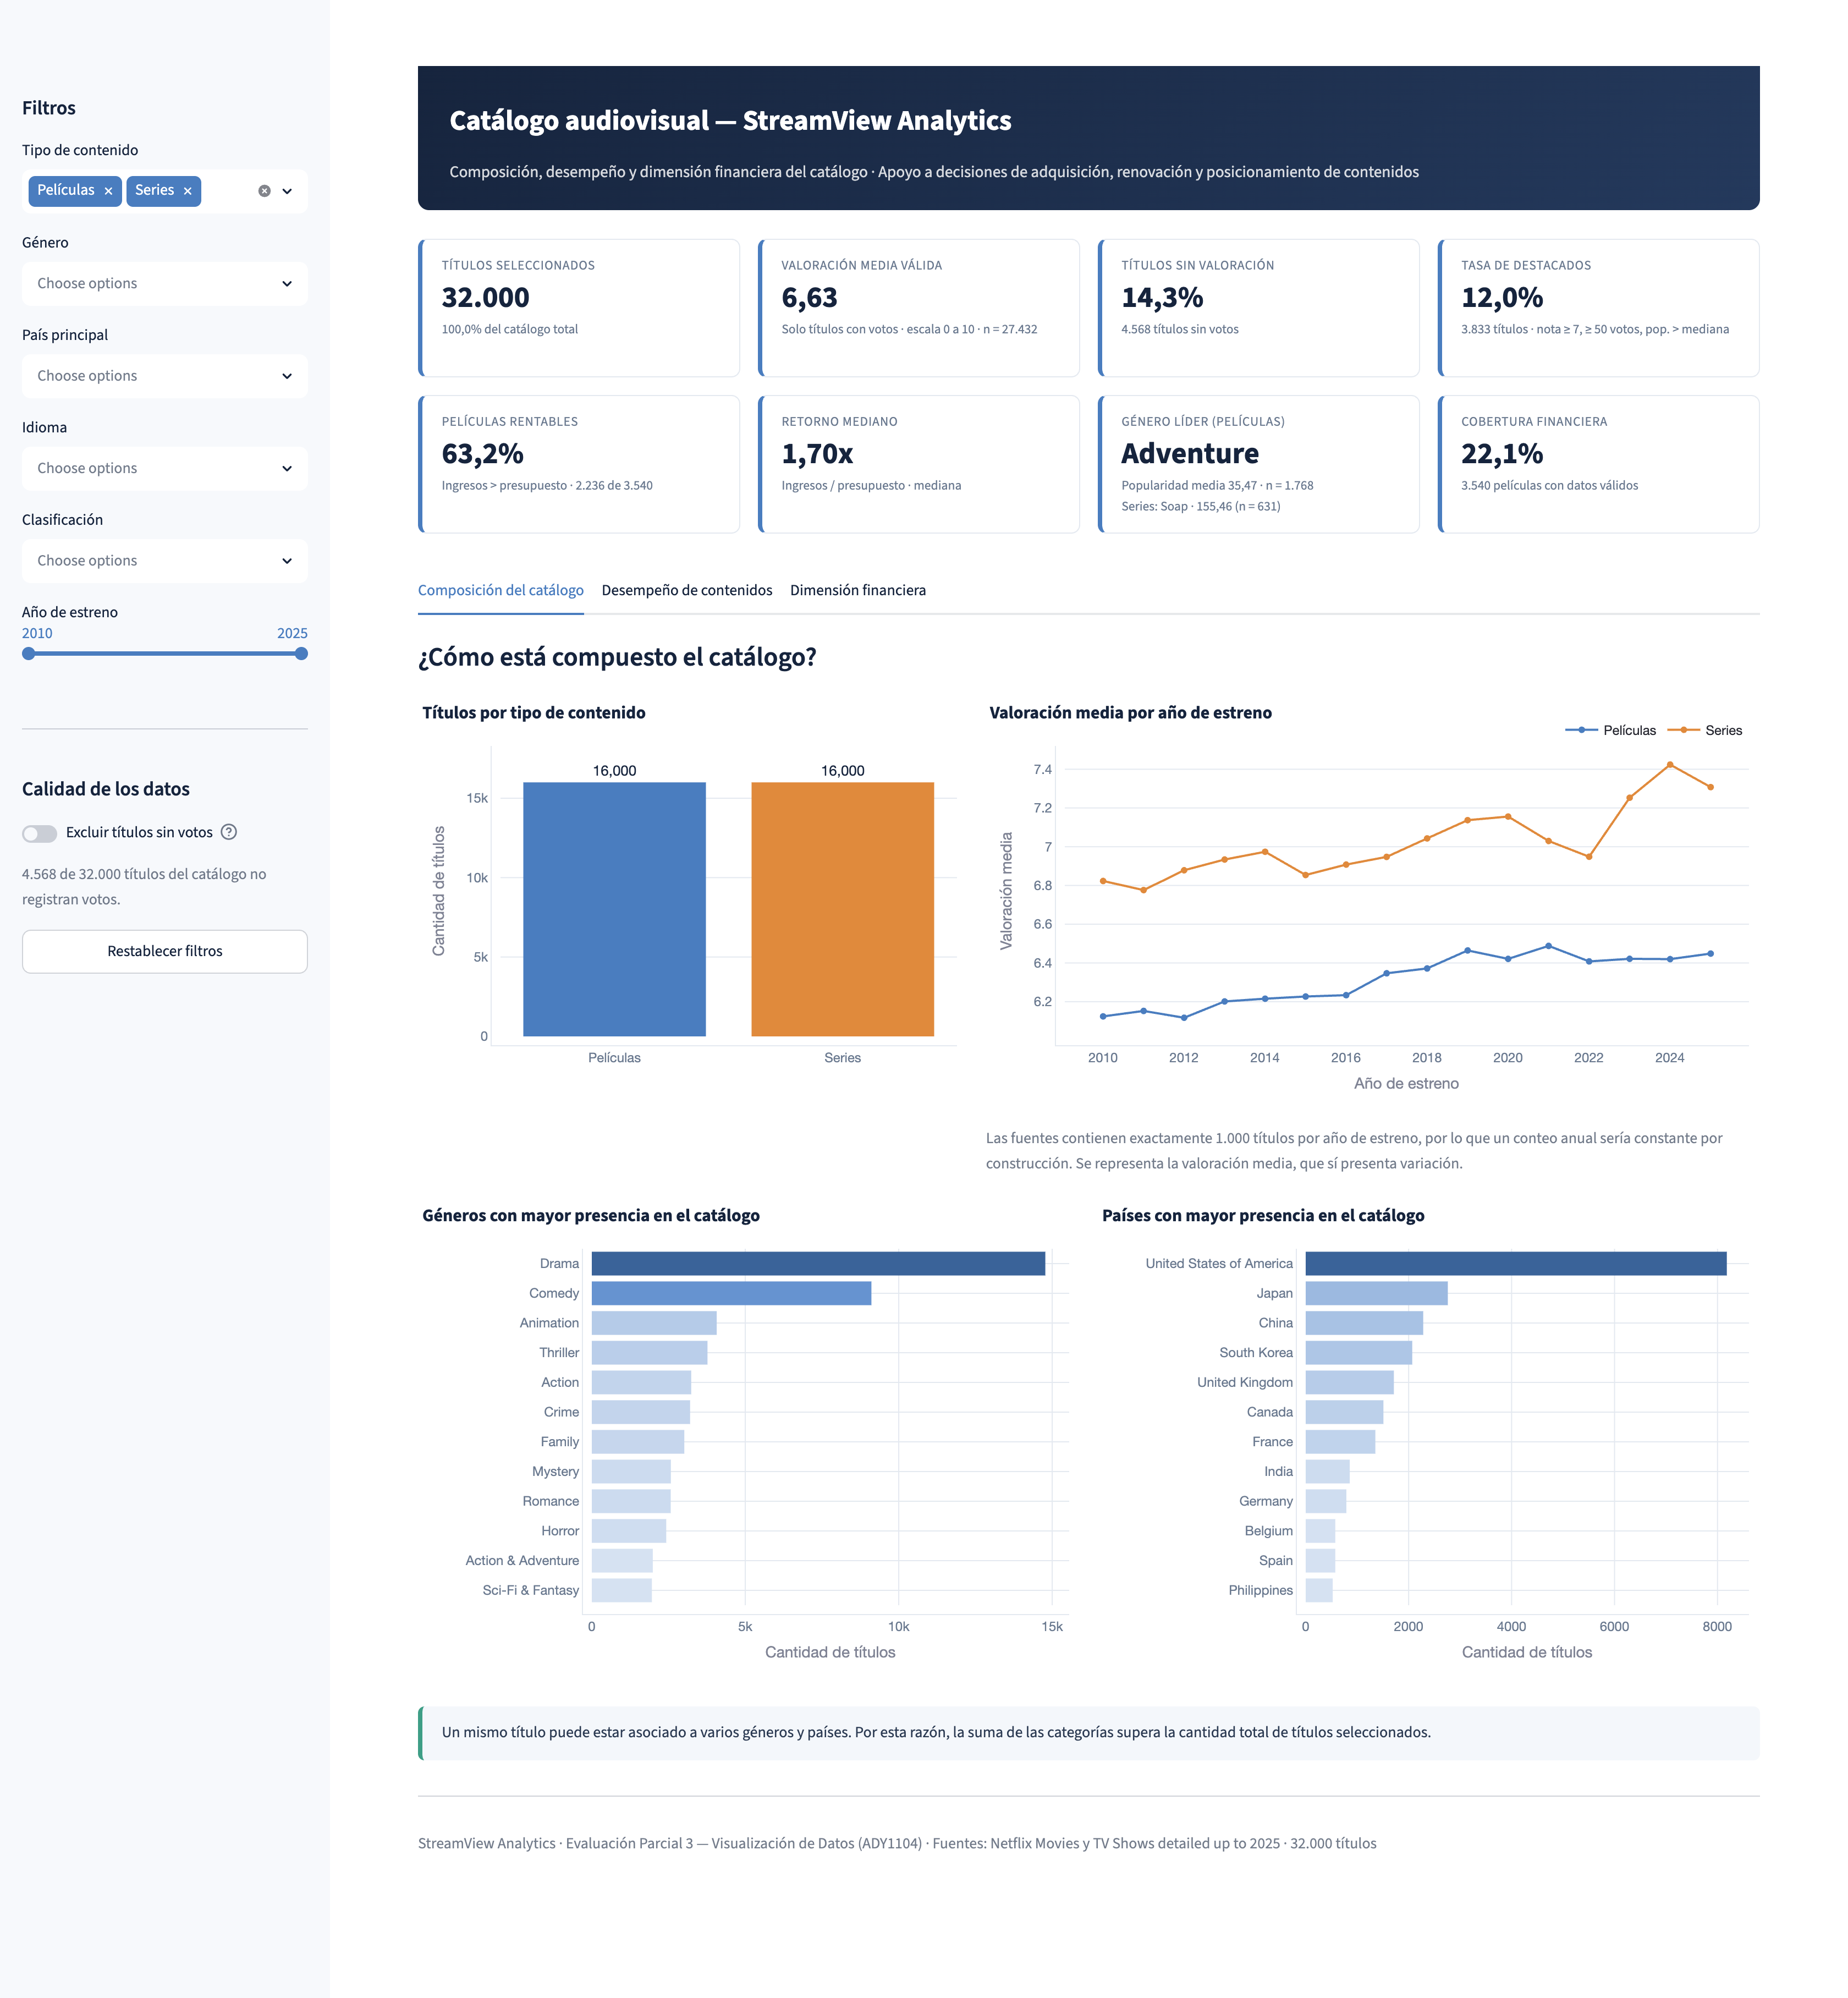 Filtros
Tipo de contenido
Películas × Series ×
Género
Choose options
País principal
Choose options
Idioma
Choose options
Clasificación
Choose options
Año de estreno
2010 2025
Calidad de los datos
Excluir títulos sin votos ?
4.568 de 32.000 títulos del catálogo no
registran votos.
Restablecer filtros
Catálogo audiovisual — StreamView Analytics
Composición, desempeño y dimensión financiera del catálogo · Apoyo a decisiones de adquisición, renovación y posicionamiento de contenidos
TÍTULOS SELECCIONADOS
32.000
100,0% del catálogo total
VALORACIÓN MEDIA VÁLIDA
6,63
Solo títulos con votos · escala 0 a 10 · n = 27.432
TÍTULOS SIN VALORACIÓN
14,3%
4.568 títulos sin votos
TASA DE DESTACADOS
12,0%
3.833 títulos · nota ≥ 7, ≥ 50 votos, pop. > mediana
PELÍCULAS RENTABLES
63,2%
Ingresos > presupuesto · 2.236 de 3.540
RETORNO MEDIANO
1,70x
Ingresos / presupuesto · mediana
GÉNERO LÍDER (PELÍCULAS)
Adventure
Popularidad media 35,47 · n = 1.768
Series: Soap · 155,46 (n = 631)
COBERTURA FINANCIERA
22,1%
3.540 películas con datos válidos
Composición del catálogo Desempeño de contenidos Dimensión financiera
¿Cómo está compuesto el catálogo?
Títulos por tipo de contenido
Cantidad de títulos
15k
10k
5k
0
16,000 16,000
Películas Series
Valoración media por año de estreno
Películas Series
Valoración media
7.4
7.2
7
6.8
6.6
6.4
6.2
2010 2012 2014 2016 2018 2020 2022 2024
Año de estreno
Las fuentes contienen exactamente 1.000 títulos por año de estreno, por lo que un conteo anual sería constante por
construcción. Se representa la valoración media, que sí presenta variación.
Géneros con mayor presencia en el catálogo
Drama
Comedy
Animation
Thriller
Action
Crime
Family
Mystery
Romance
Horror
Action & Adventure
Sci-Fi & Fantasy
0 5k 10k 15k
Cantidad de títulos
Países con mayor presencia en el catálogo
United States of America
Japan
China
South Korea
United Kingdom
Canada
France
India
Germany
Belgium
Spain
Philippines
0 2000 4000 6000 8000
Cantidad de títulos
Un mismo título puede estar asociado a varios géneros y países. Por esta razón, la suma de las categorías supera la cantidad total de títulos seleccionados.
StreamView Analytics · Evaluación Parcial 3 — Visualización de Datos (ADY1104) · Fuentes: Netflix Movies y TV Shows detailed up to 2025 · 32.000 títulos